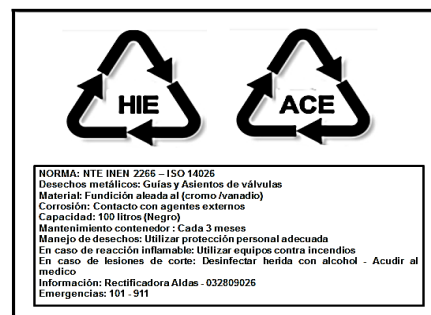 HIE
ACE
NORMA: NTE INEN 2266 – ISO 14026
Desechos metálicos: Guías y Asientos de válvulas
Material: Fundición aleada al (cromo /vanadio)
Corrosión: Contacto con agentes externos
Capacidad: 100 litros (Negro)
Mantenimiento contenedor : Cada 3 meses
Manejo de desechos: Utilizar protección personal adecuada
En caso de reacción inflamable: Utilizar equipos contra incendios
En caso de lesiones de corte: Desinfectar herida con alcohol - Acudir al
medico
Información: Rectificadora Aldas - 032809026
Emergencias: 101 - 911